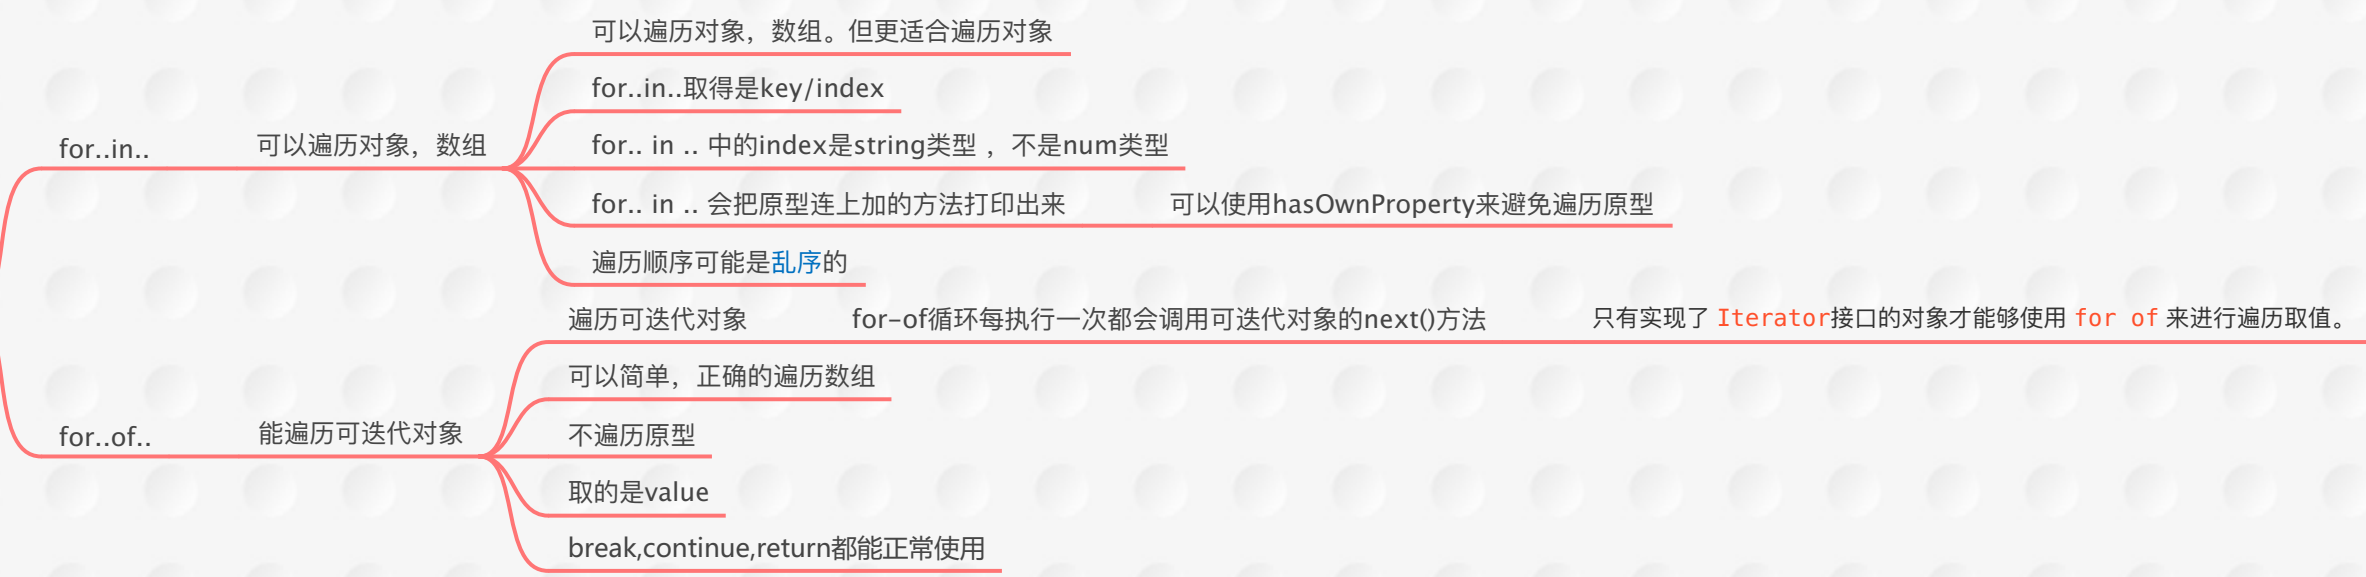 for..in..
可以遍历对象，数组
可以遍历对象，数组。但更适合遍历对象
for..in..取得是key/index
for.. in .. 中的index是string类型 ，不是num类型
for.. in .. 会把原型连上加的方法打印出来
可以使用hasOwnProperty来避免遍历原型
遍历顺序可能是乱序的
for..of..
能遍历可迭代对象
遍历可迭代对象
for-of循环每执行一次都会调用可迭代对象的next()方法
只有实现了 Iterator接口的对象才能够使用 for of 来进行遍历取值。
可以简单，正确的遍历数组
不遍历原型
取的是value
break,continue,return都能正常使用